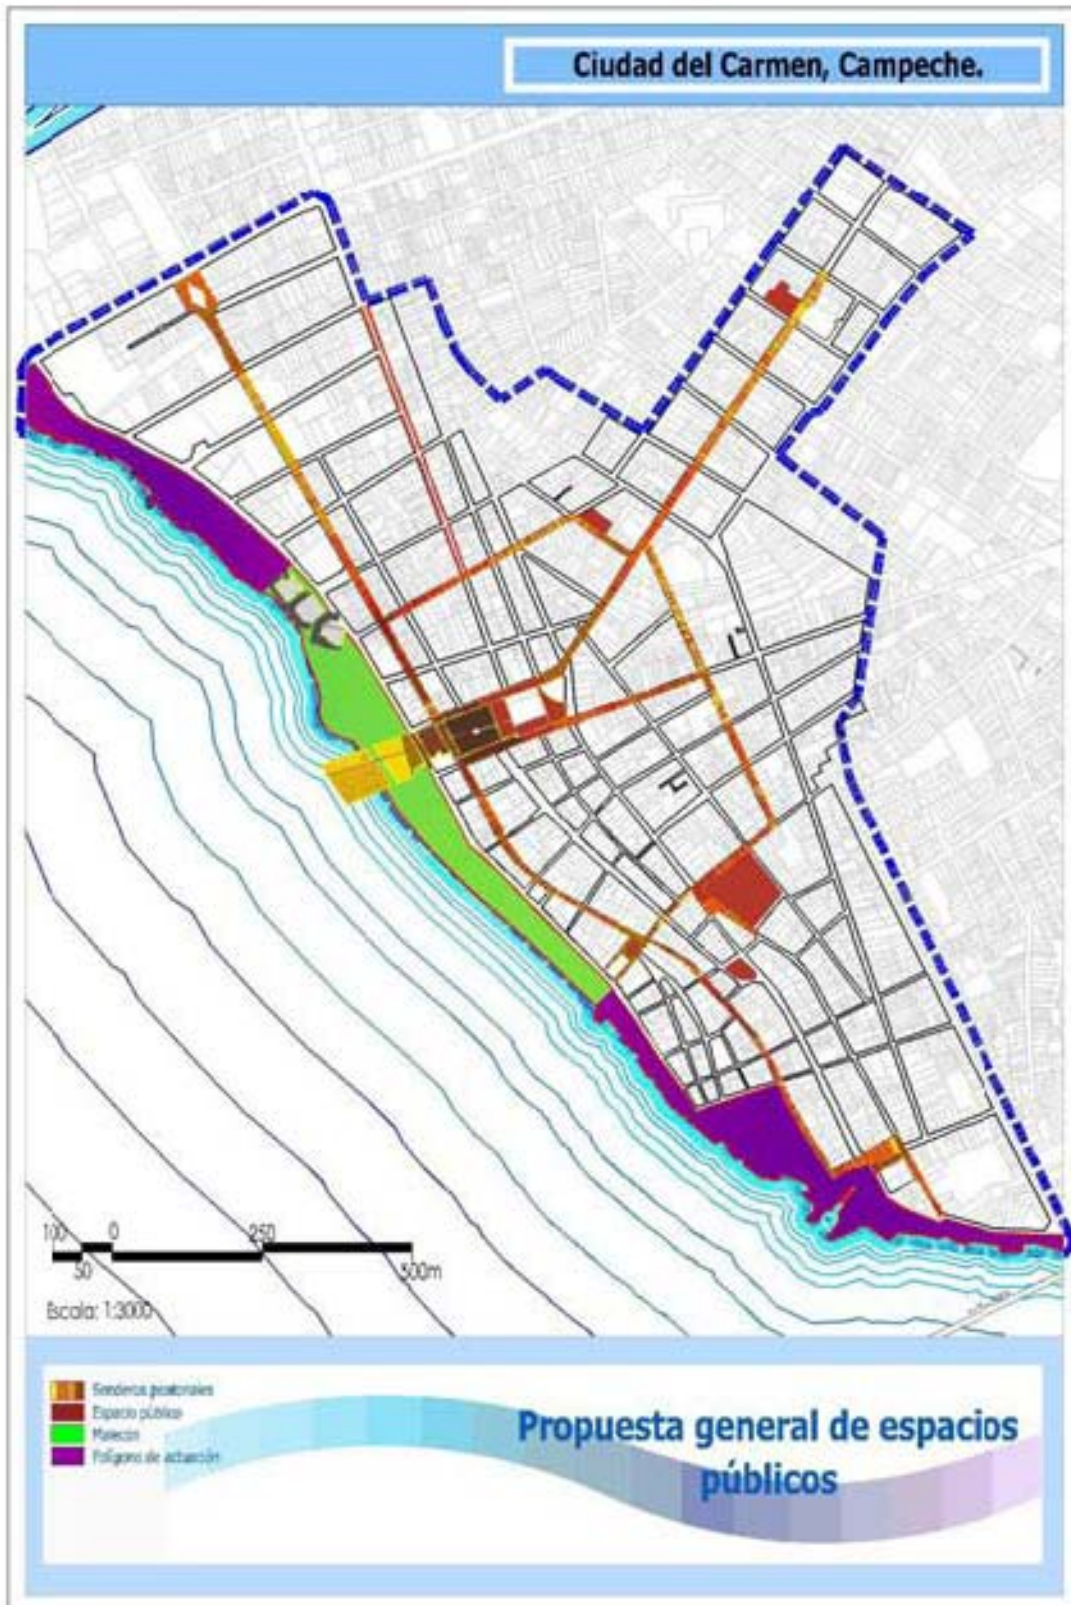 Ciudad del Carmen, Campeche.
100 0 250
50 500m
Escala: 1:3000
Senderos peatonales
Espacio público
Malecón
Polígono de actuación
Propuesta general de espacios
públicos